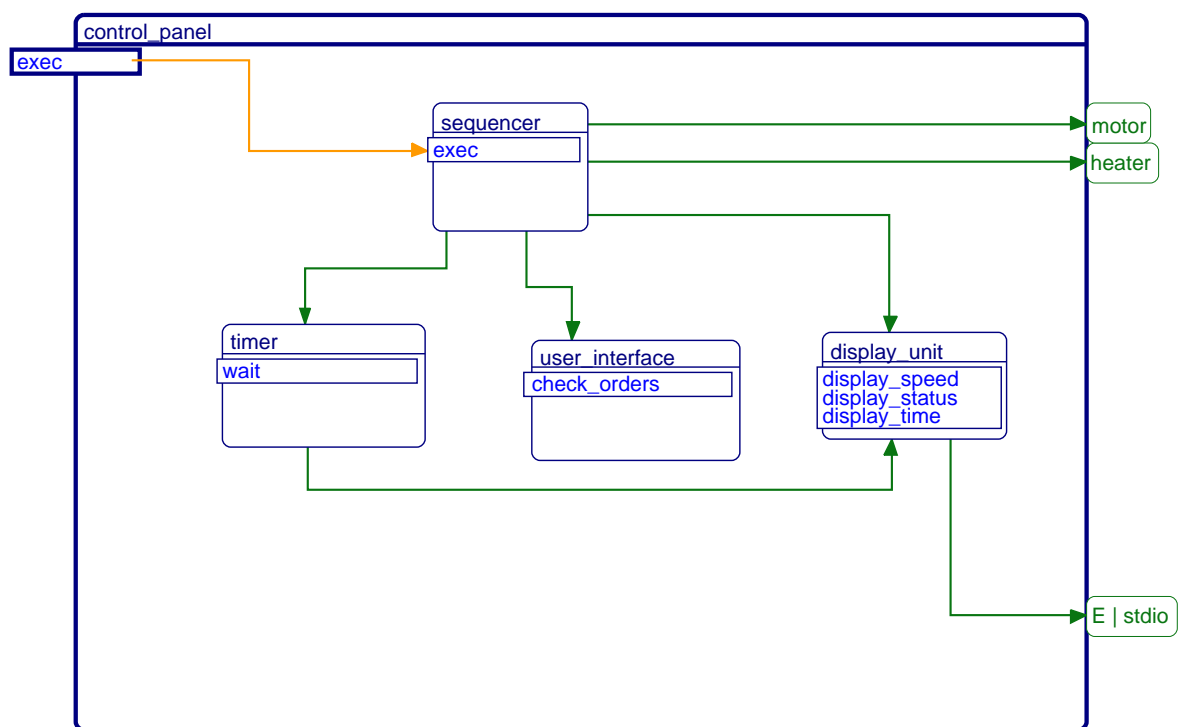 control_panel
exec
sequencer
exec
motor
heater
timer
wait
user_interface
check_orders
display_unit
display_speed
display_status
display_time
E | stdio